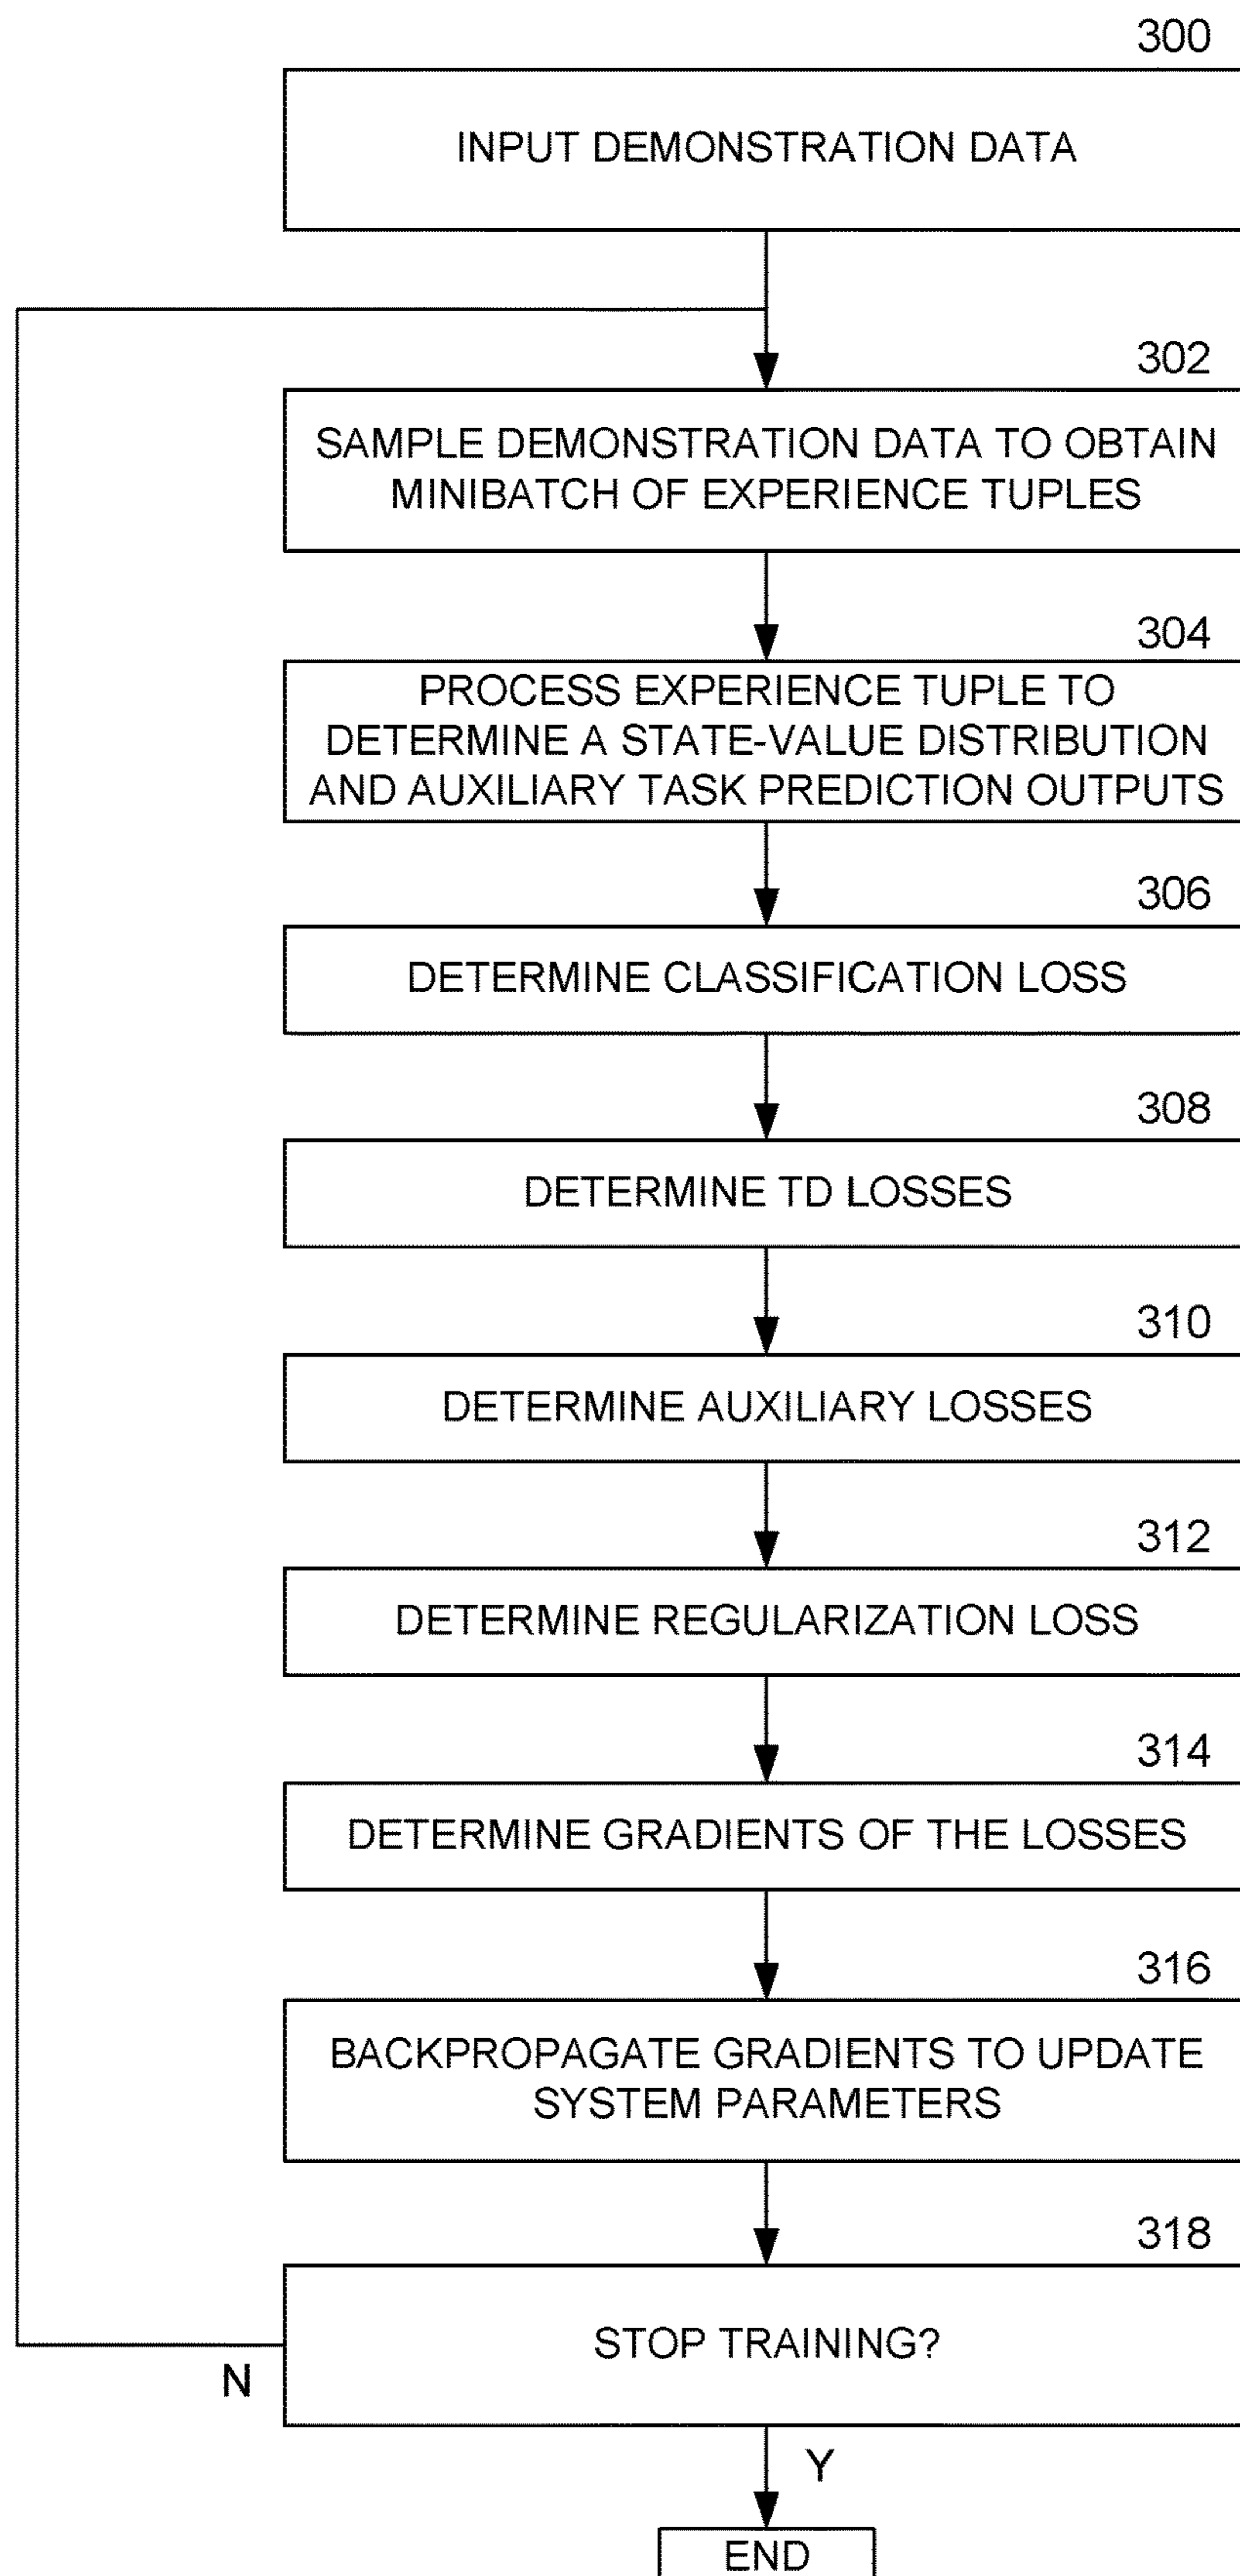 300
INPUT DEMONSTRATION DATA
302
SAMPLE DEMONSTRATION DATA TO OBTAIN
MINIBATCH OF EXPERIENCE TUPLES
304
PROCESS EXPERIENCE TUPLE TO
DETERMINE A STATE-VALUE DISTRIBUTION
AND AUXILIARY TASK PREDICTION OUTPUTS
306
DETERMINE CLASSIFICATION LOSS
308
DETERMINE TD LOSSES
310
DETERMINE AUXILIARY LOSSES
312
DETERMINE REGULARIZATION LOSS
314
DETERMINE GRADIENTS OF THE LOSSES
316
BACKPROPAGATE GRADIENTS TO UPDATE
SYSTEM PARAMETERS
318
STOP TRAINING?
N
Y
END